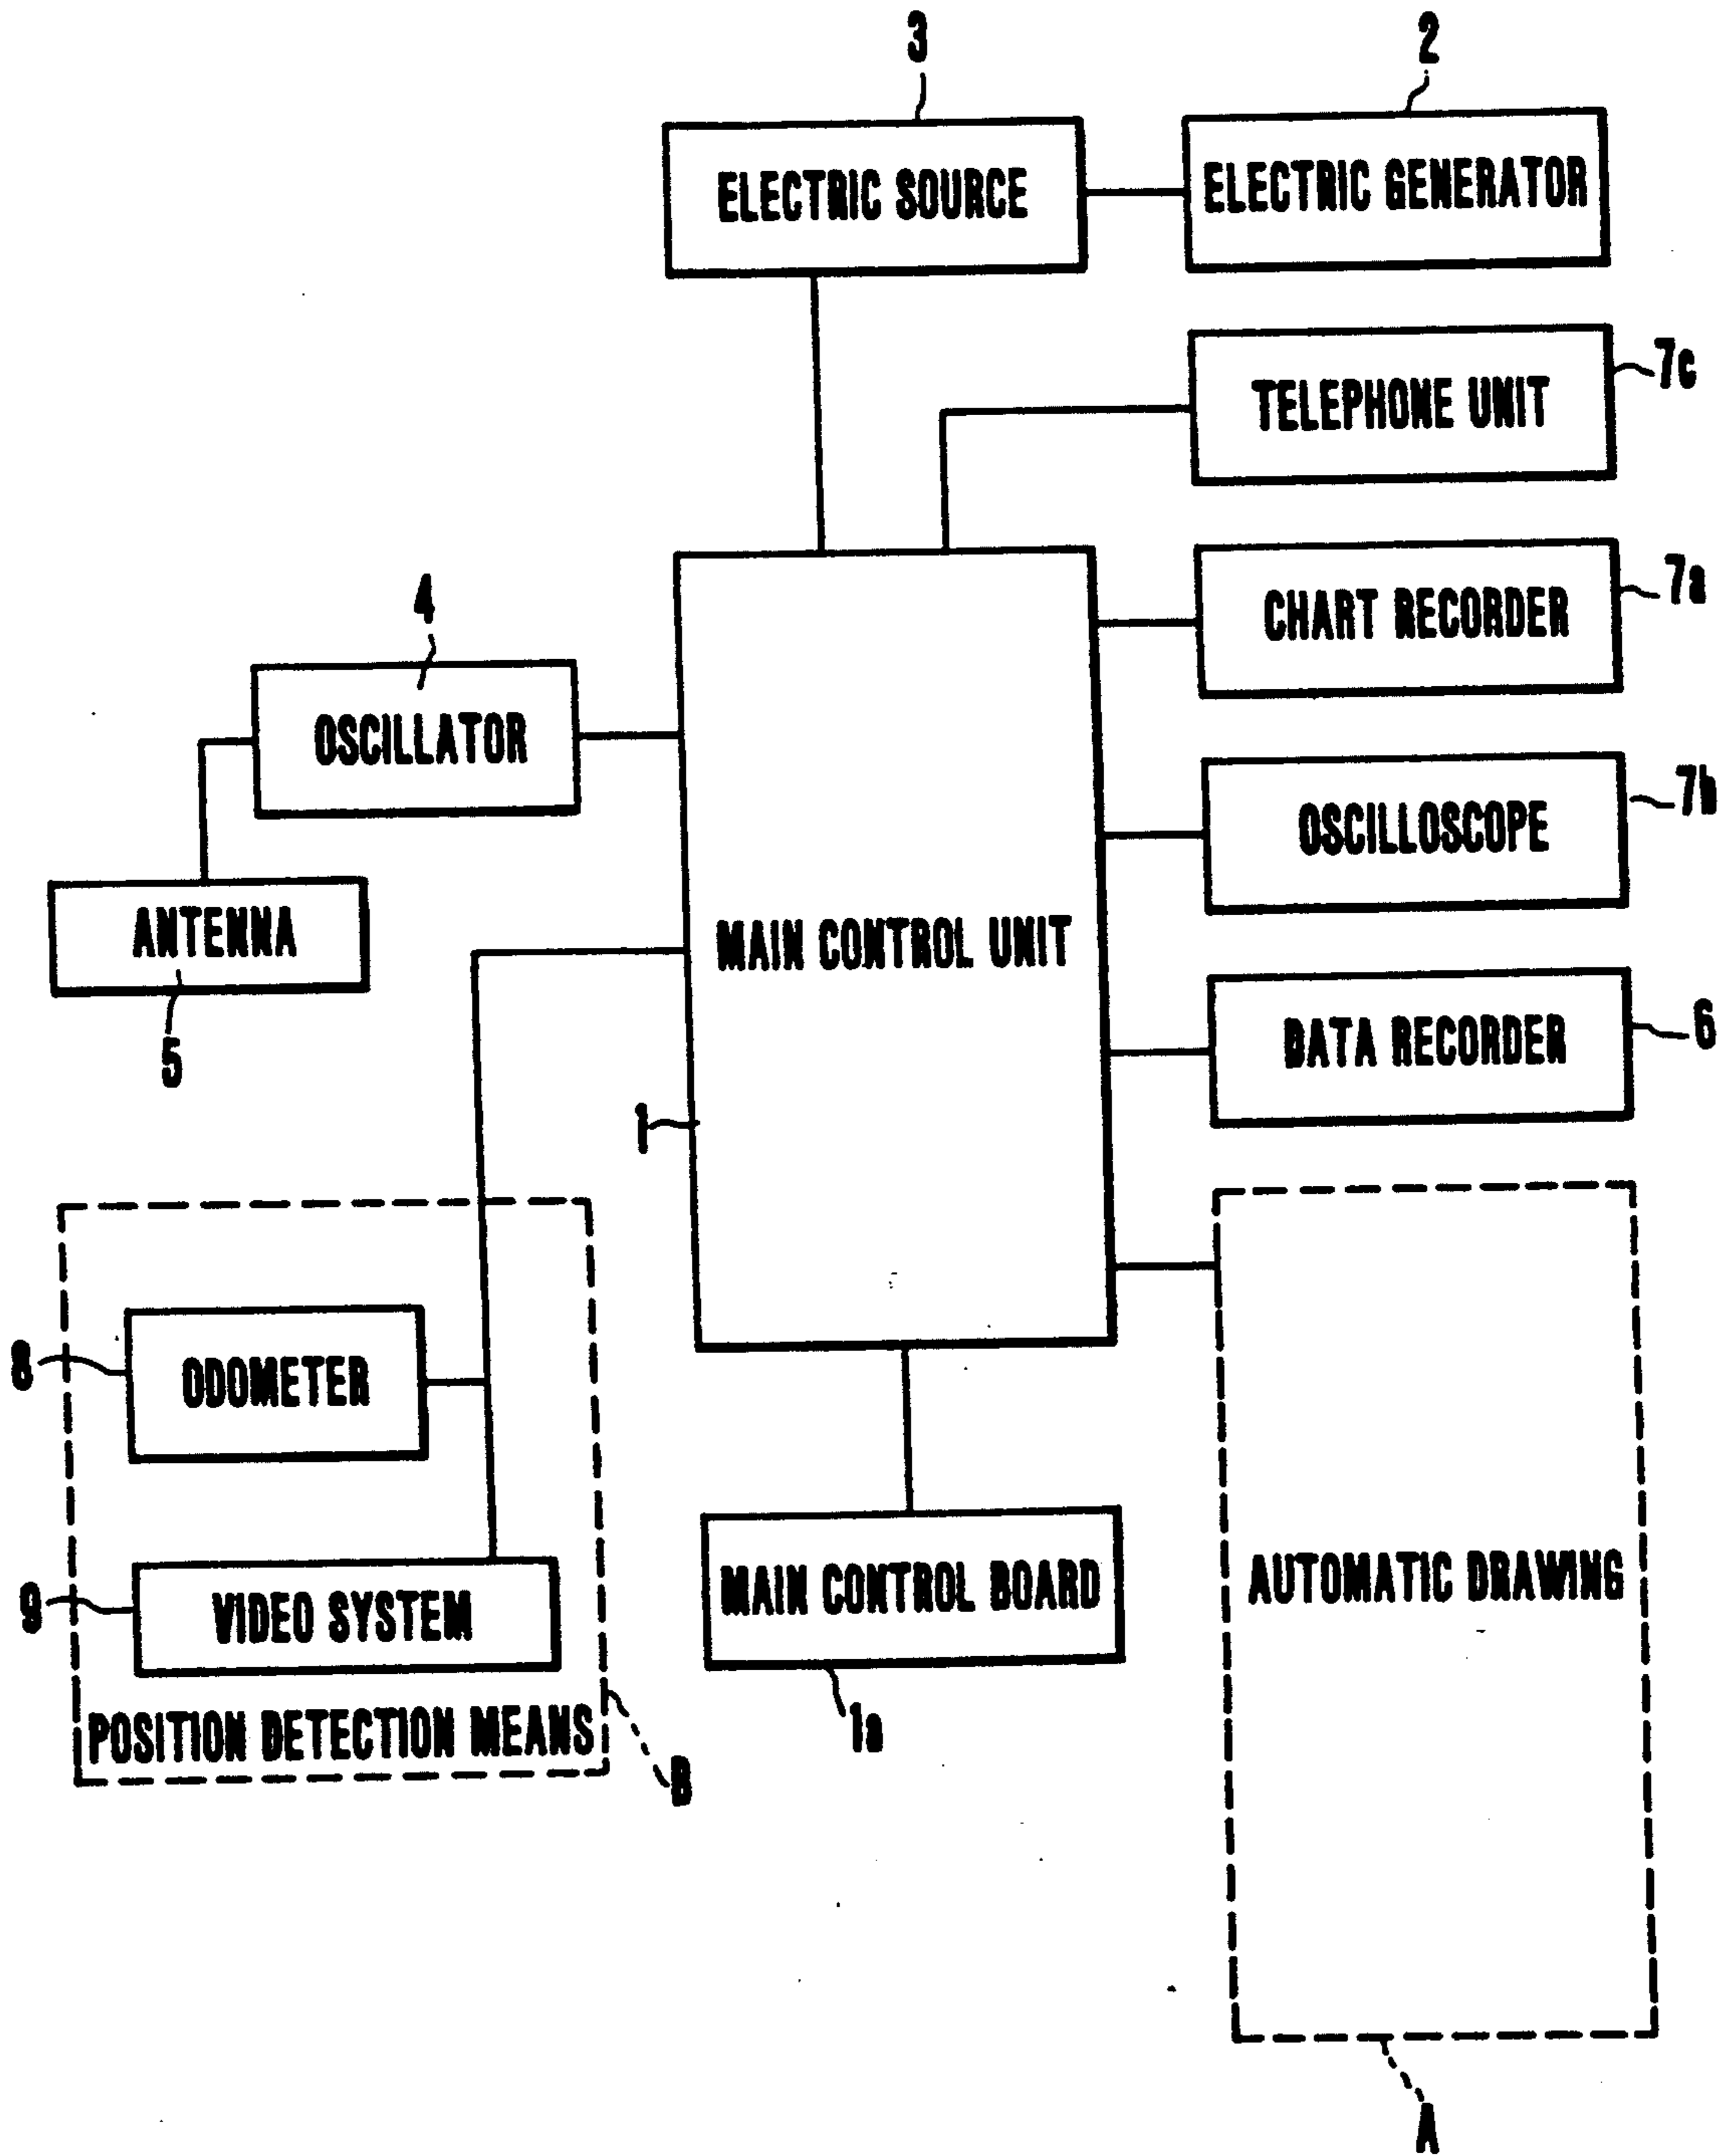 3
2
ELECTRIC SOURCE
ELECTRIC GENERATOR
7c
TELEPHONE UNIT
7a
CHART RECORDER
4
OSCILLATOR
7b
OSCILLOSCOPE
ANTENNA
5
MAIN CONTROL UNIT
1
6
DATA RECORDER
8
ODOMETER
9
VIDEO SYSTEM
POSITION DETECTION MEANS
B
MAIN CONTROL BOARD
1a
AUTOMATIC DRAWING
A